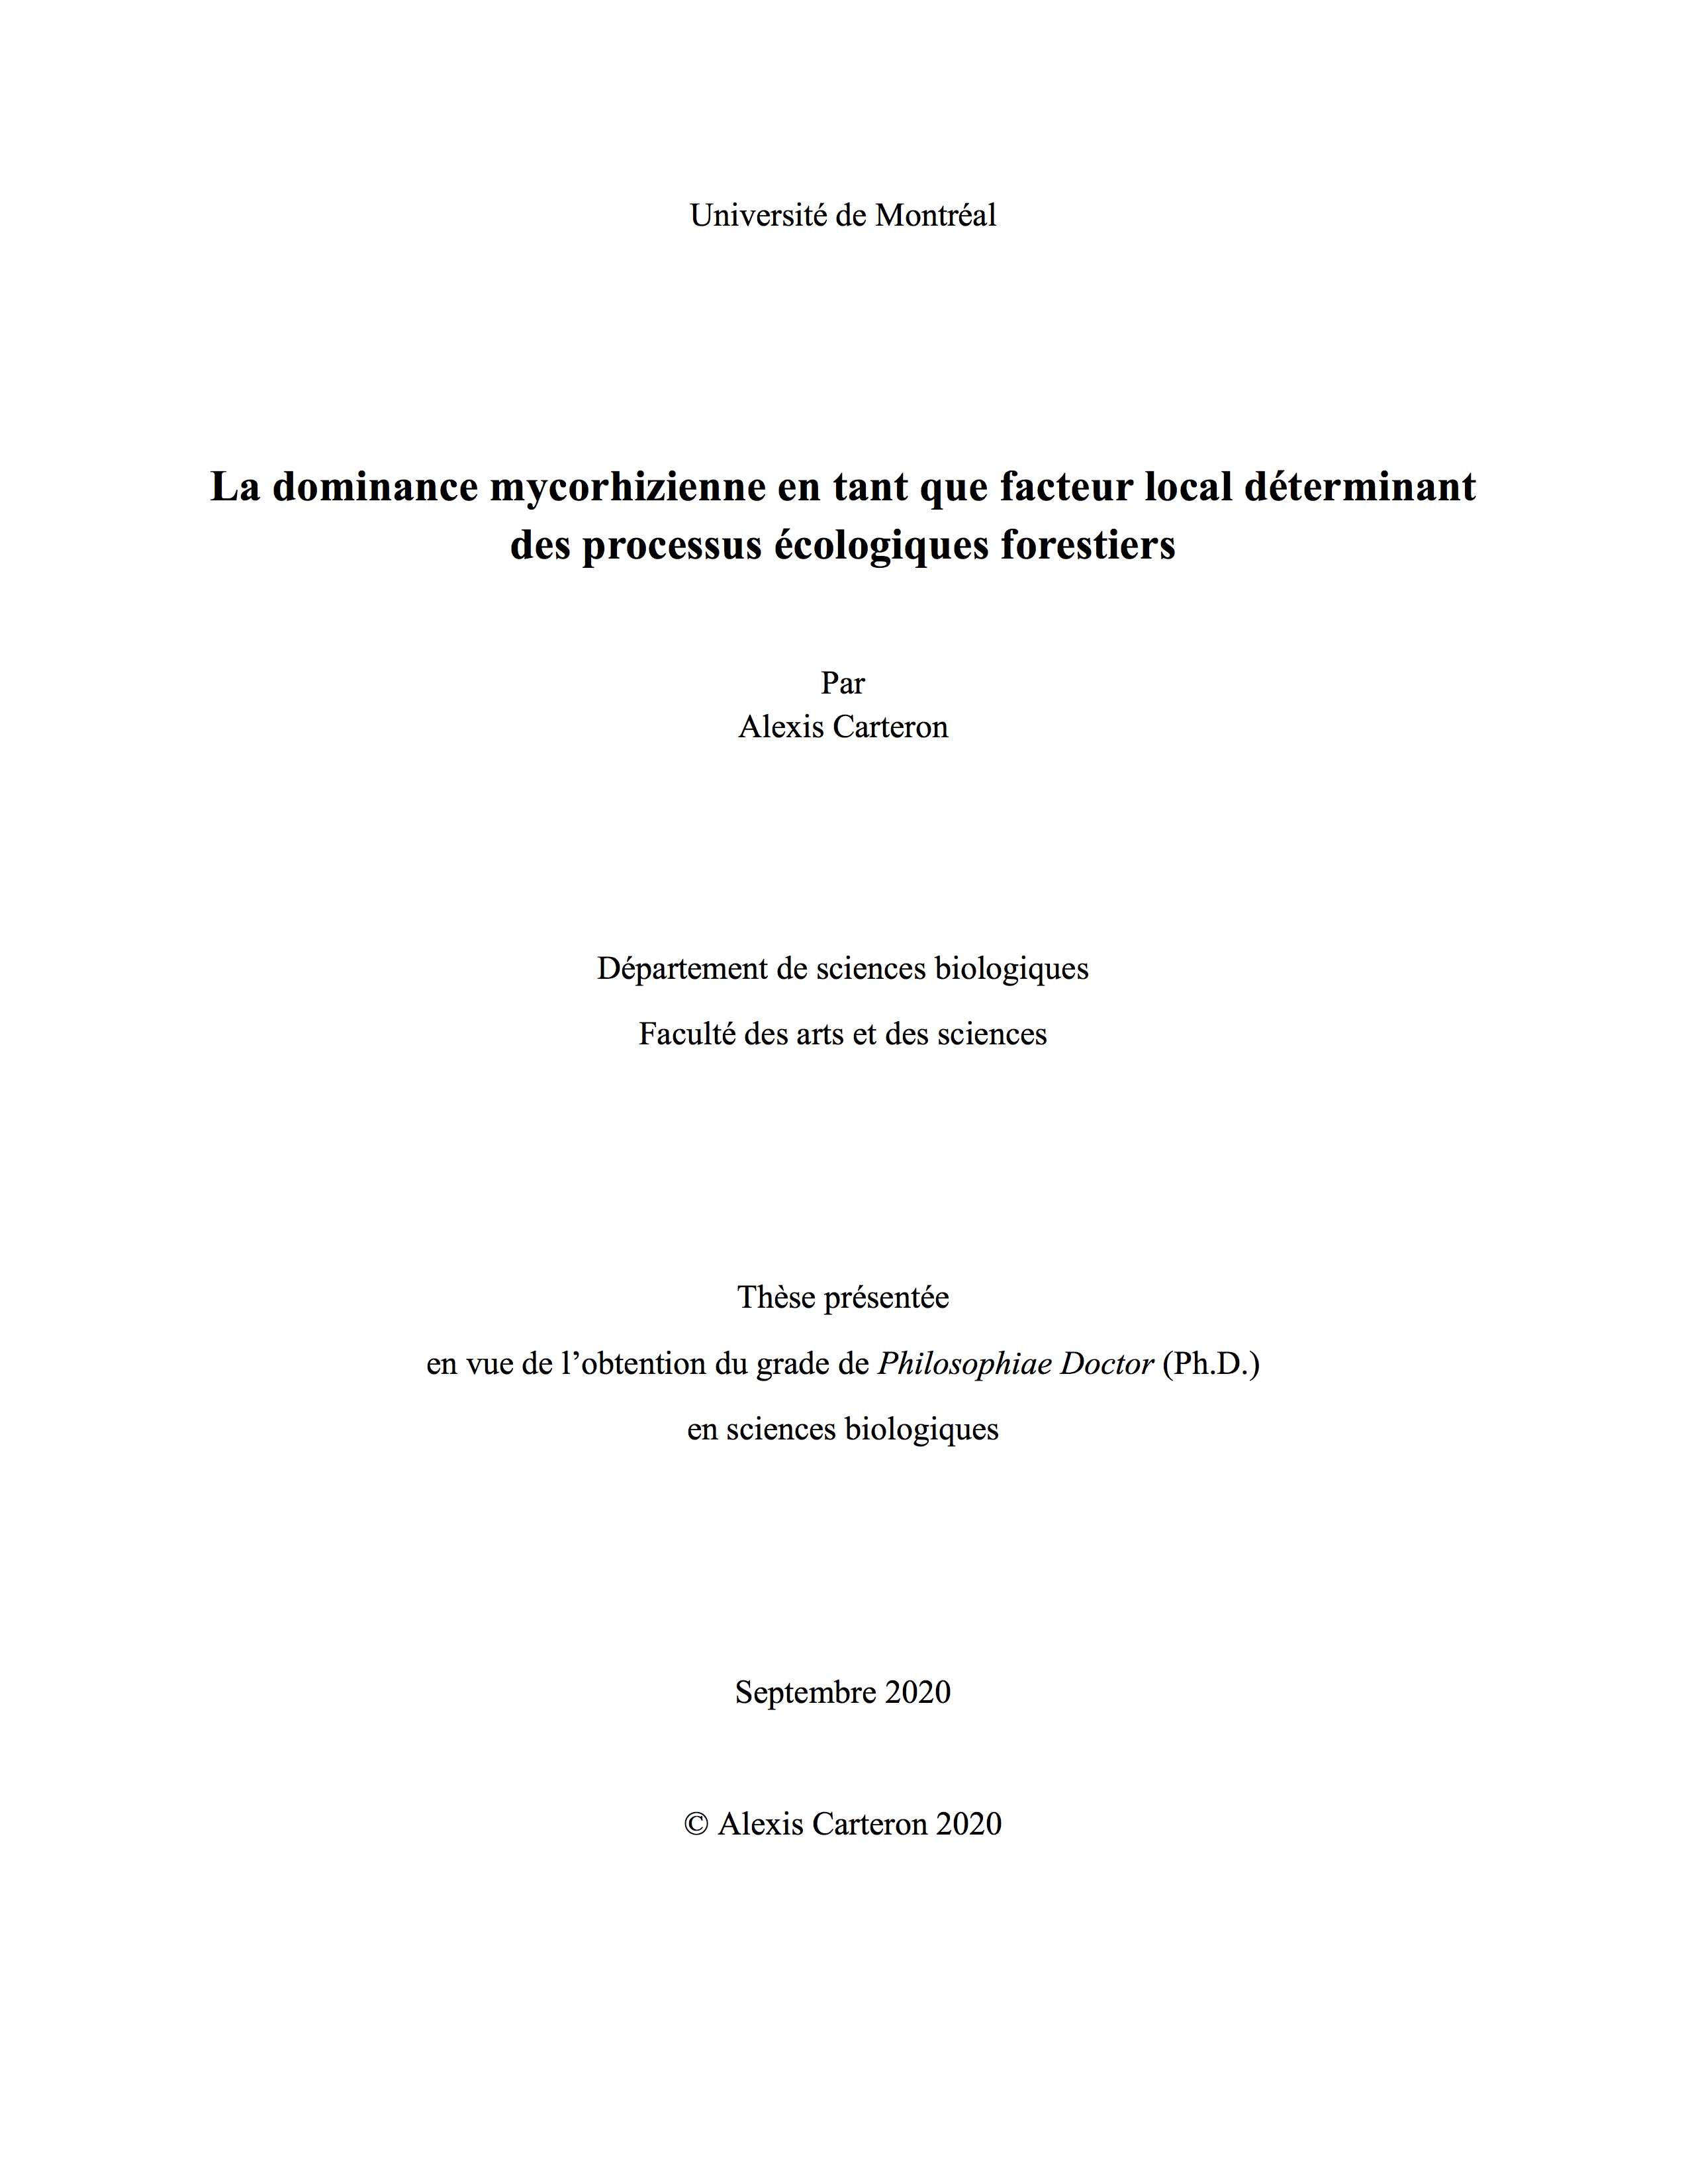 Université de Montréal
La dominance mycorhizienne en tant que facteur local déterminant
des processus écologiques forestiers
Par
Alexis Carteron
Département de sciences biologiques
Faculté des arts et des sciences
Thèse présentée
en vue de l’obtention du grade de Philosophiae Doctor (Ph.D.)
en sciences biologiques
Septembre 2020
© Alexis Carteron 2020